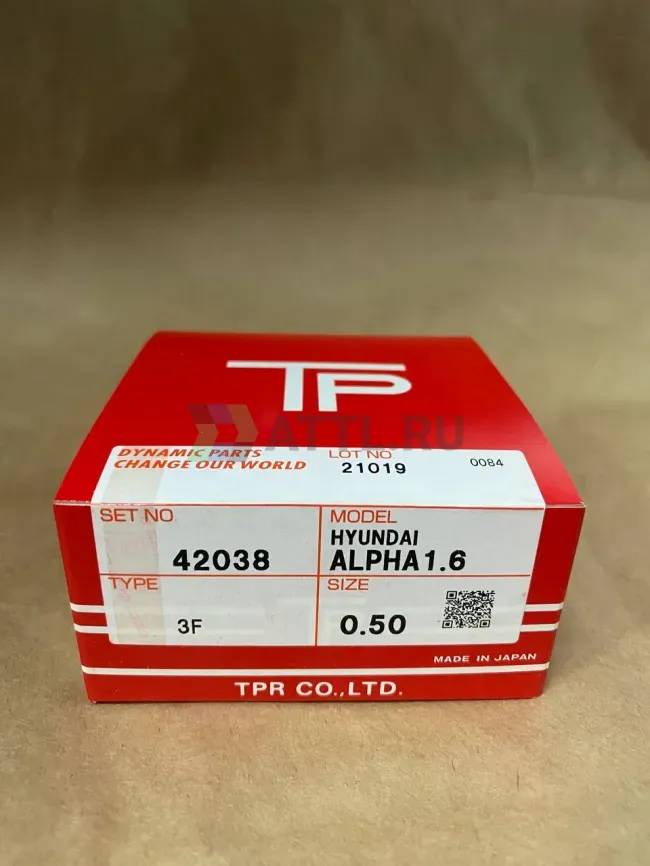 TP
ATTL.RU
DYNAMIC PARTS
CHANGE OUR WORLD
LOT NO
21019
0084
SET NO
42038
MODEL
HYUNDAI
ALPHA1.6
TYPE
3F
SIZE
0.50
MADE IN JAPAN
TPR CO.,LTD.